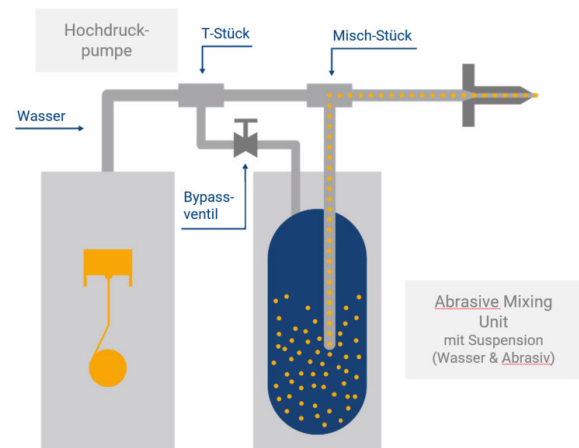 Hochdruck-
pumpe
T-Stück
Misch-Stück
Wasser
Bypass-
ventil
Abrasive Mixing
Unit
mit Suspension
(Wasser & Abrasiv)